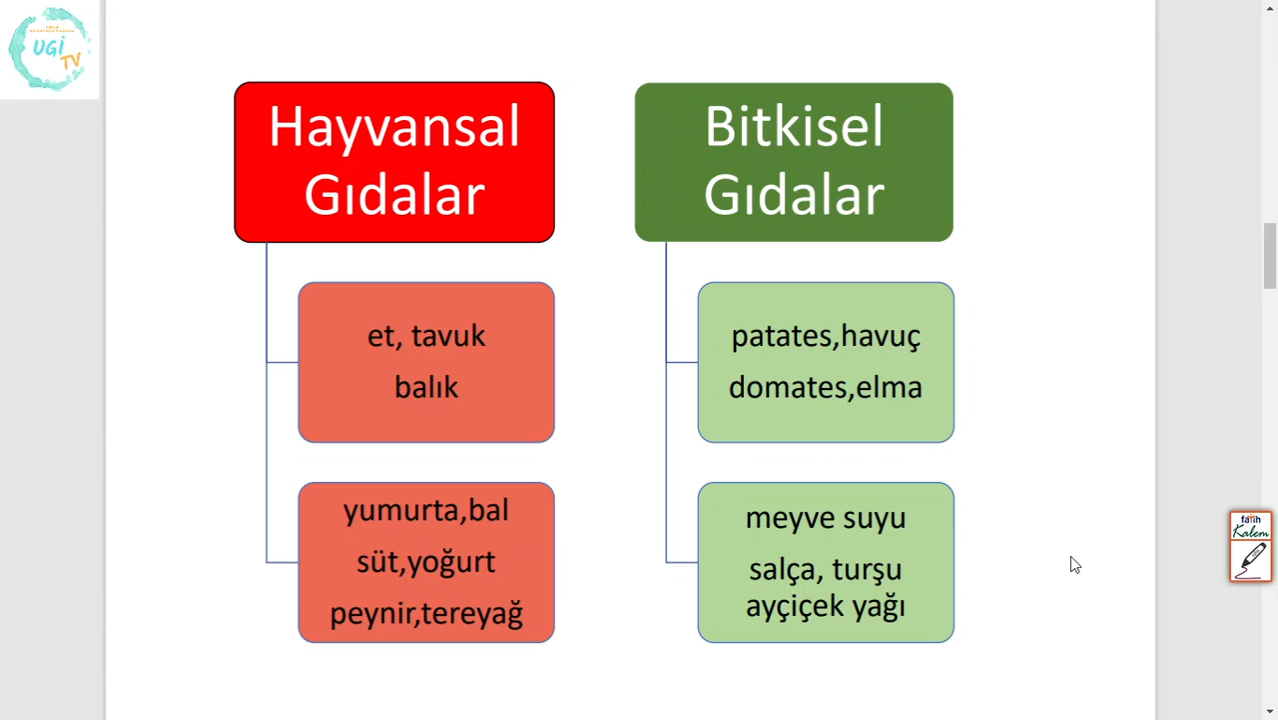 UGİ
TV
Hayvansal
Gıdalar
et, tavuk
balık
yumurta,bal
süt,yoğurt
peynir,tereyağ
Bitkisel
Gıdalar
patates,havuç
domates,elma
meyve suyu
salça, turşu
ayçiçek yağı
fatih
Kalem